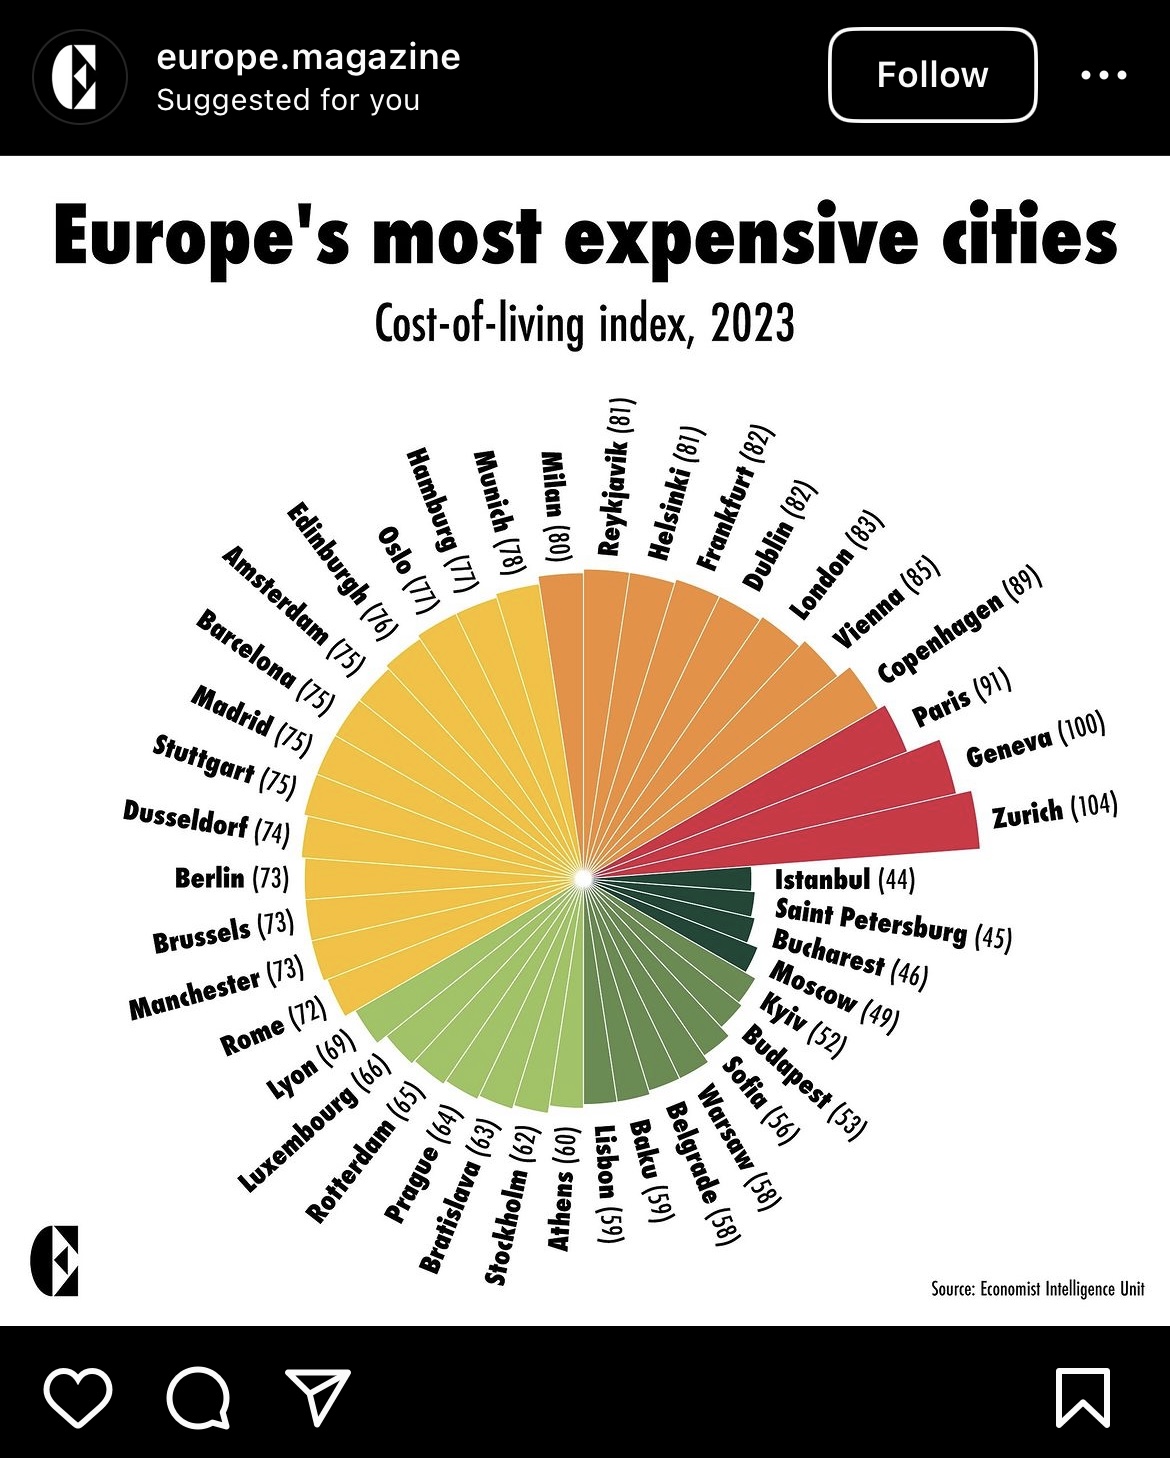 europe.magazine
Suggested for you
Follow
Europe's most expensive cities
Cost-of-living index, 2023
Reykjavik (81)
Helsinki (81)
Frankfurt (82)
Dublin (82)
London (83)
Vienna (85)
Copenhagen (89)
Paris (91)
Geneva (100)
Zurich (104)
Istanbul (44)
Saint Petersburg (45)
Bucharest (46)
Moscow (49)
Kyiv (52)
Budapest (53)
Sofia (56)
Warsaw (58)
Belgrade (58)
Baku (59)
Lisbon (59)
Athens (60)
Stockholm (62)
Bratislava (63)
Prague (64)
Rotterdam (65)
Luxembourg (66)
Lyon (69)
Rome (72)
Manchester (73)
Brussels (73)
Berlin (73)
Dusseldorf (74)
Stuttgart (75)
Madrid (75)
Barcelona (75)
Amsterdam (75)
Edinburgh (76)
Oslo (77)
Hamburg (77)
Munich (78)
Milan (80)
Source: Economist Intelligence Unit